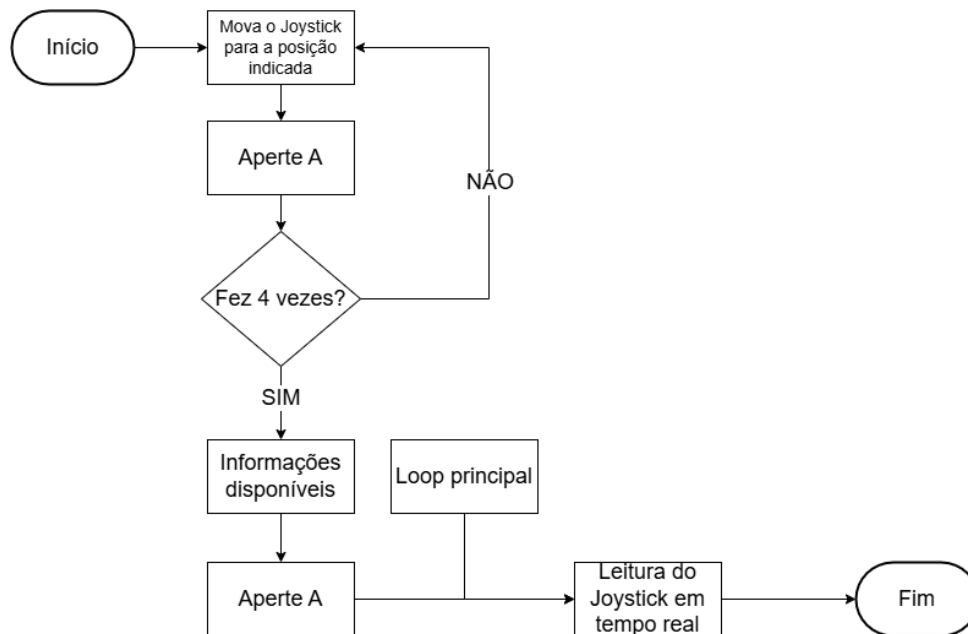 Início
Mova o Joystick
para a posição
indicada
Aperte A
NÃO
Fez 4 vezes?
SIM
Informações
disponíveis
Loop principal
Aperte A
Leitura do
Joystick em
tempo real
Fim